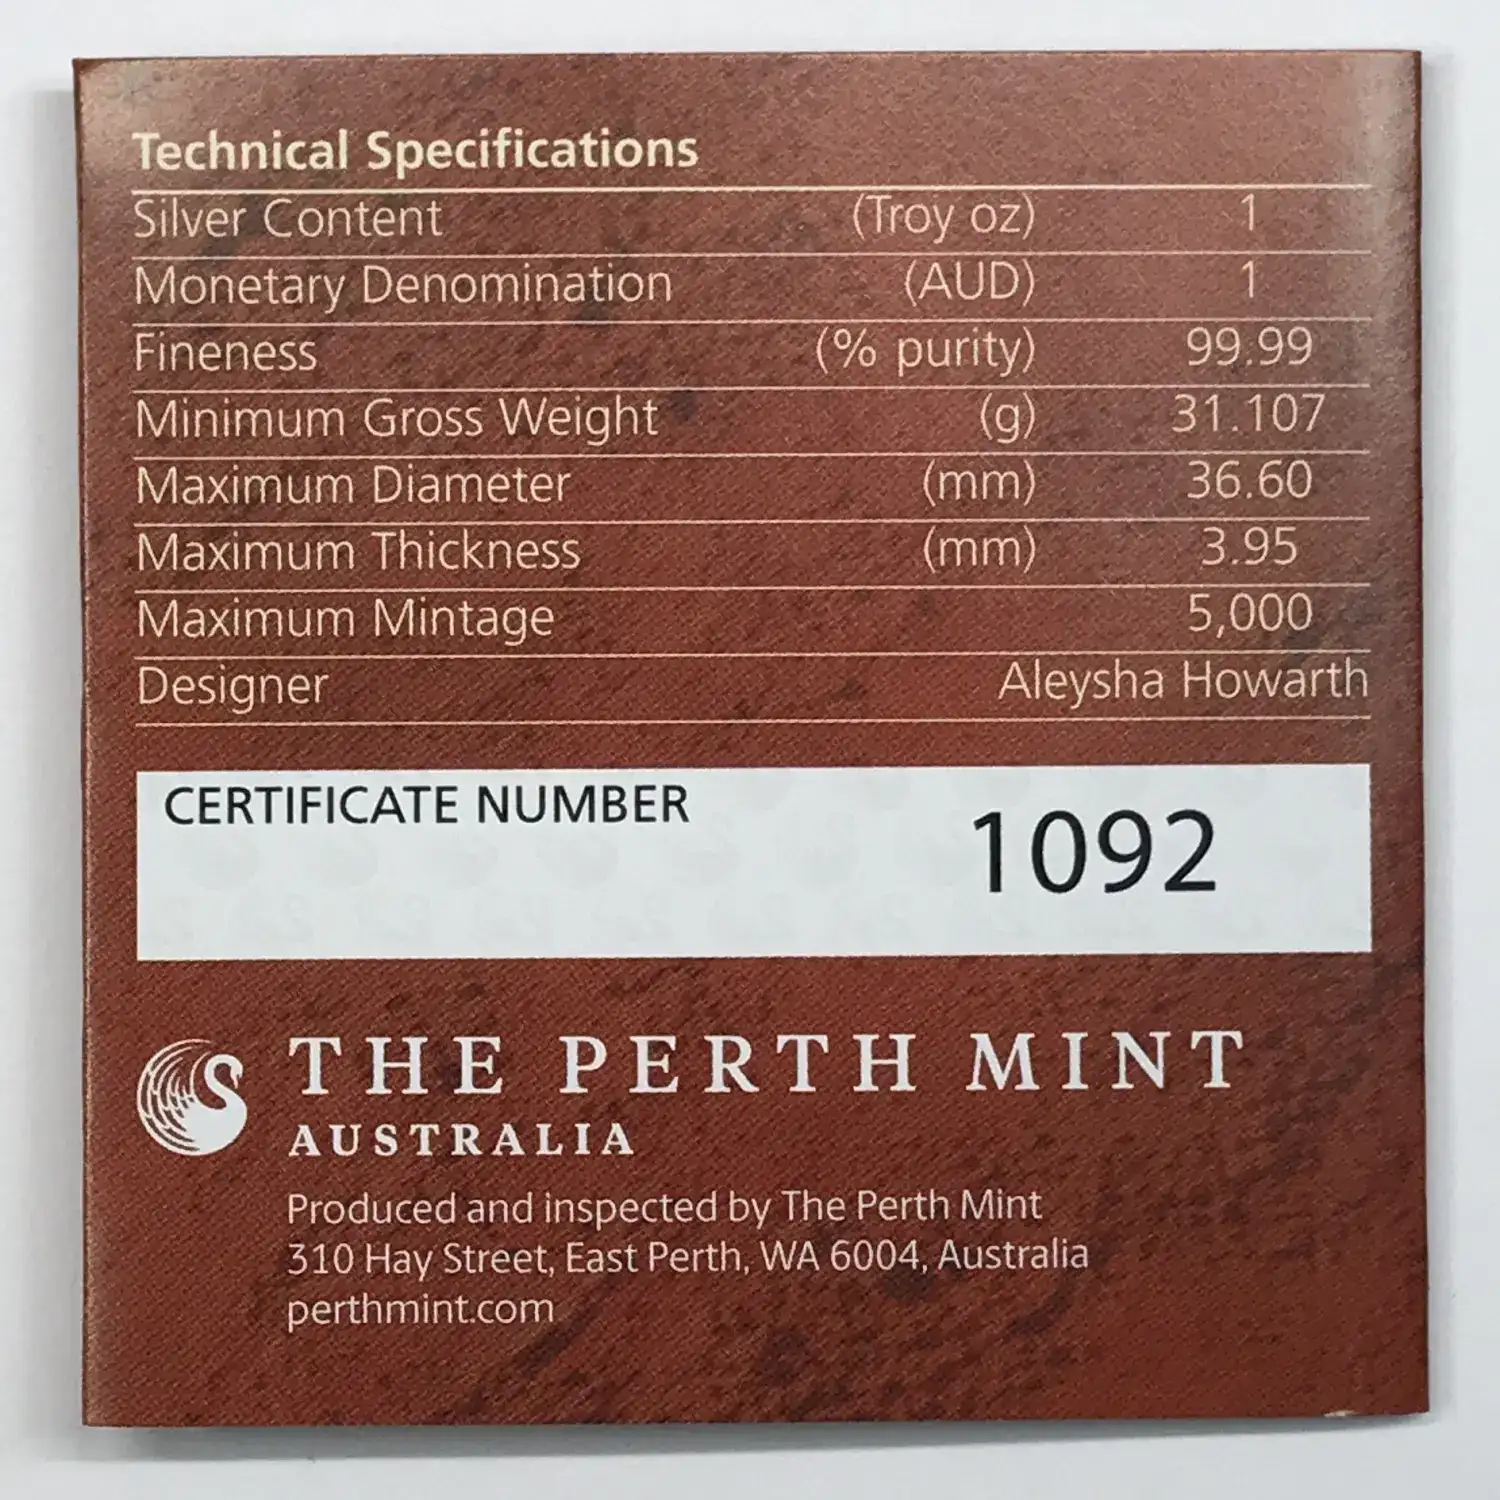 Technical Specifications
Silver Content (Troy oz) 1
Monetary Denomination (AUD) 1
Fineness (% purity) 99.99
Minimum Gross Weight (g) 31.107
Maximum Diameter (mm) 36.60
Maximum Thickness (mm) 3.95
Maximum Mintage 5,000
Designer Aleysha Howarth
CERTIFICATE NUMBER 1092
THE PERTH MINT
AUSTRALIA
Produced and inspected by The Perth Mint
310 Hay Street, East Perth, WA 6004, Australia
perthmint.com